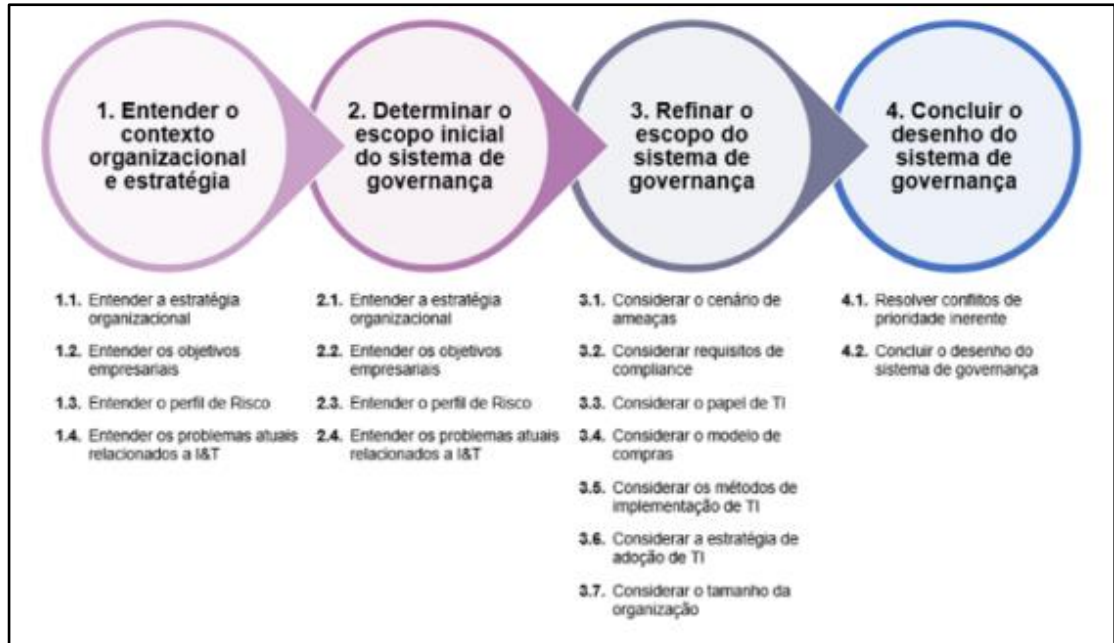 1. Entender o
contexto
organizacional
e estratégia
2. Determinar o
escopo inicial
do sistema de
governança
3. Refinar o
escopo do
sistema de
governança
4. Concluir o
desenho do
sistema de
governança
1.1. Entender a estratégia
organizacional
1.2. Entender os objetivos
empresariais
1.3. Entender o perfil de Risco
1.4. Entender os problemas atuais
relacionados a I&T
2.1. Entender a estratégia
organizacional
2.2. Entender os objetivos
empresariais
2.3. Entender o perfil de Risco
2.4. Entender os problemas atuais
relacionados a I&T
3.1. Considerar o cenário de
ameaças
3.2. Considerar requisitos de
compliance
3.3. Considerar o papel de TI
3.4. Considerar o modelo de
compras
3.5. Considerar os métodos de
implementação de TI
3.6. Considerar a estratégia de
adoção de TI
3.7. Considerar o tamanho da
organização
4.1. Resolver conflitos de
prioridade inerente
4.2. Concluir o desenho do
sistema de governança